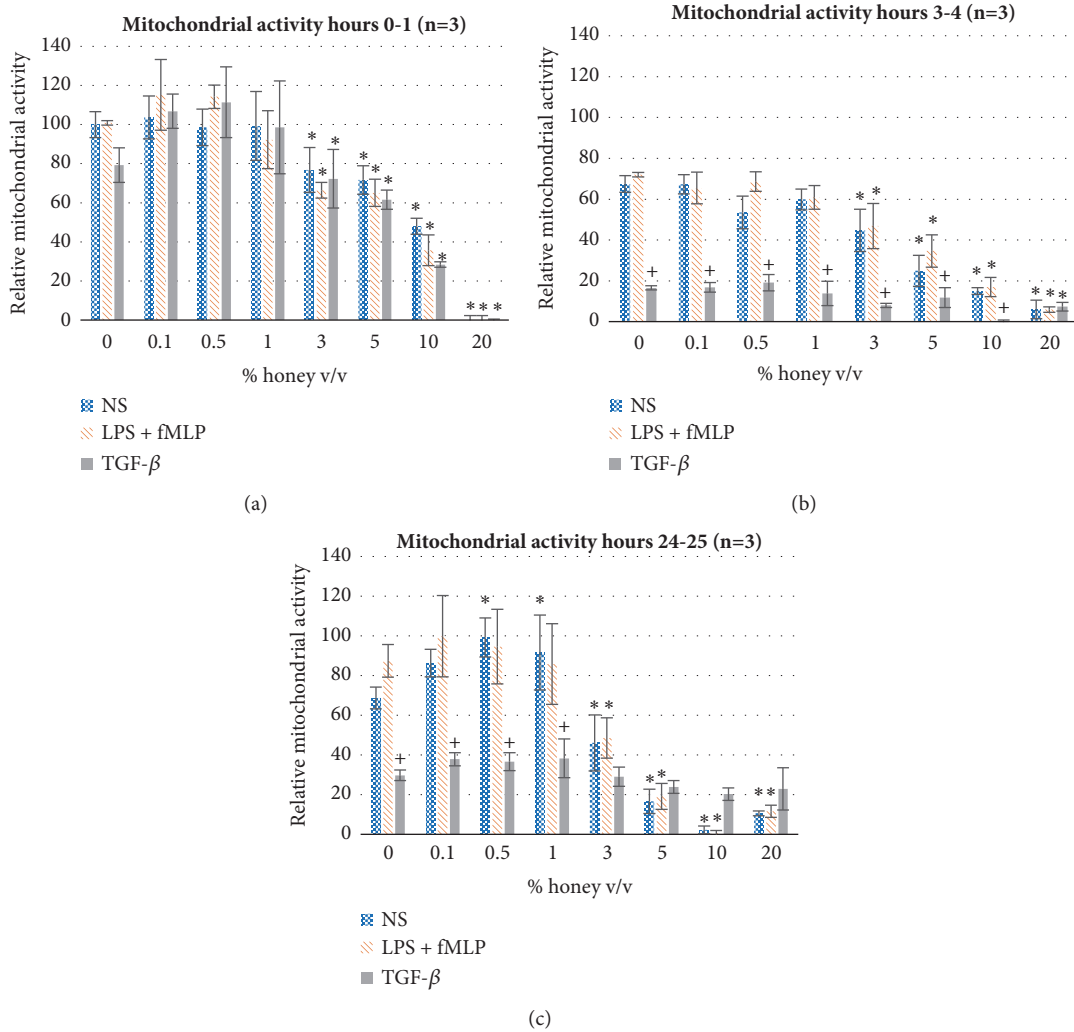 Mitochondrial activity hours 0-1 (n=3)
Relative mitochondrial activity
140
120
100
80
60
40
20
0
* * *
* * *
* * *
* * *
0 0.1 0.5 1 3 5 10 20
% honey v/v
NS
LPS + fMLP
TGF-β
(a)
Mitochondrial activity hours 3-4 (n=3)
Relative mitochondrial activity
140
120
100
80
60
40
20
0
+ + + +
* * +
* * +
* * +
* * *
0 0.1 0.5 1 3 5 10 20
% honey v/v
NS
LPS + fMLP
TGF-β
(b)
Mitochondrial activity hours 24-25 (n=3)
Relative mitochondrial activity
140
120
100
80
60
40
20
0
+ +
* +
* +
* *
* *
* *
* *
0 0.1 0.5 1 3 5 10 20
% honey v/v
NS
LPS + fMLP
TGF-β
(c)